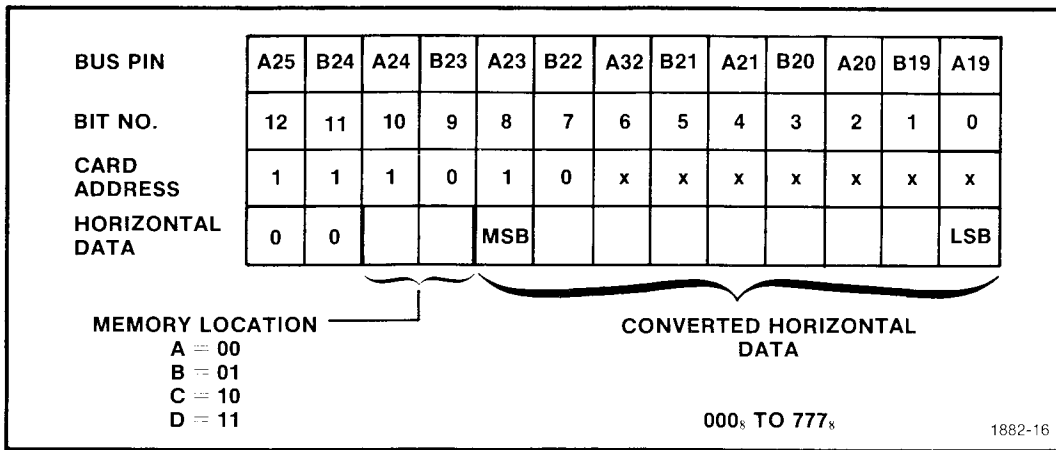 BUS PIN A25 B24 A24 B23 A23 B22 A32 B21 A21 B20 A20 B19 A19
BIT NO. 12 11 10 9 8 7 6 5 4 3 2 1 0
CARD
ADDRESS 1 1 1 0 1 0 x x x x x x x
HORIZONTAL
DATA 0 0 MSB LSB
MEMORY LOCATION
A = 00
B = 01
C = 10
D = 11
CONVERTED HORIZONTAL
DATA
000₈ TO 777₈
1882-16